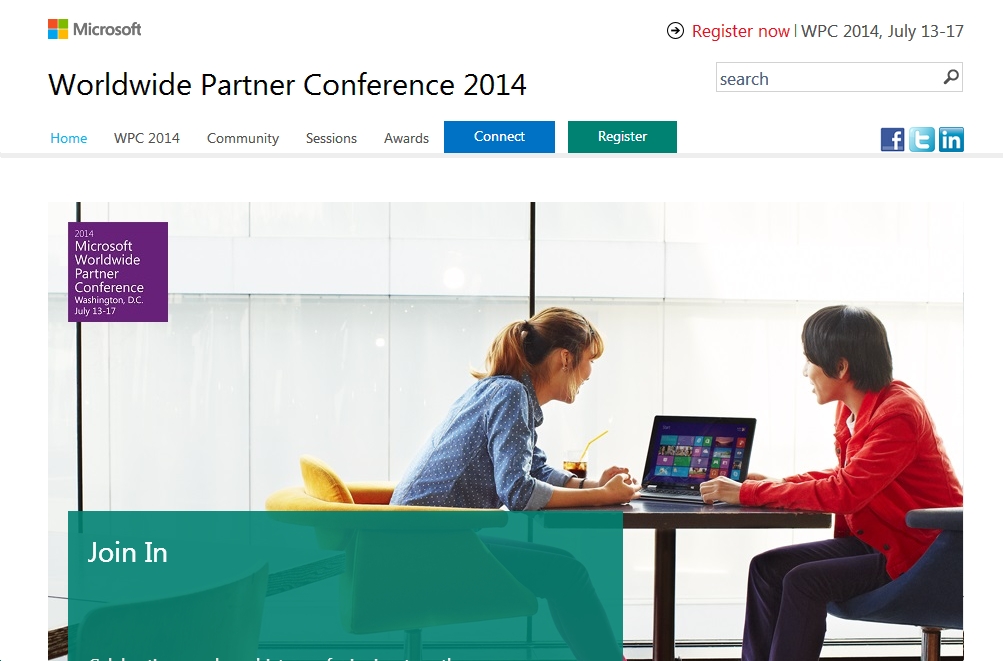 Microsoft
Register now | WPC 2014, July 13-17
Worldwide Partner Conference 2014
search
Home WPC 2014 Community Sessions Awards Connect Register
f t in
2014
Microsoft
Worldwide
Partner
Conference
Washington, D.C.
July 13-17
Join In